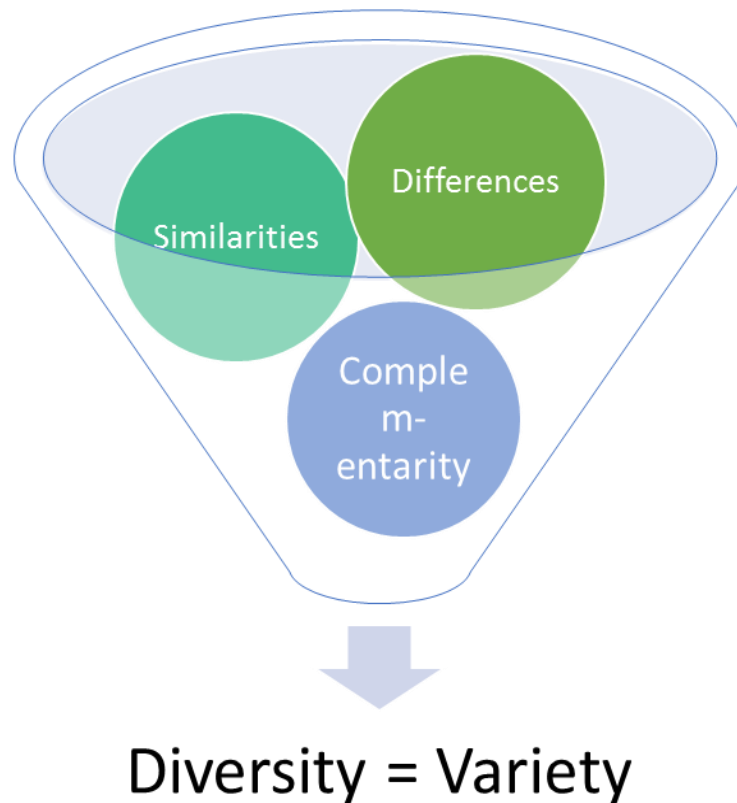 Differences
Similarities
Comple
m-
entarity
Diversity = Variety